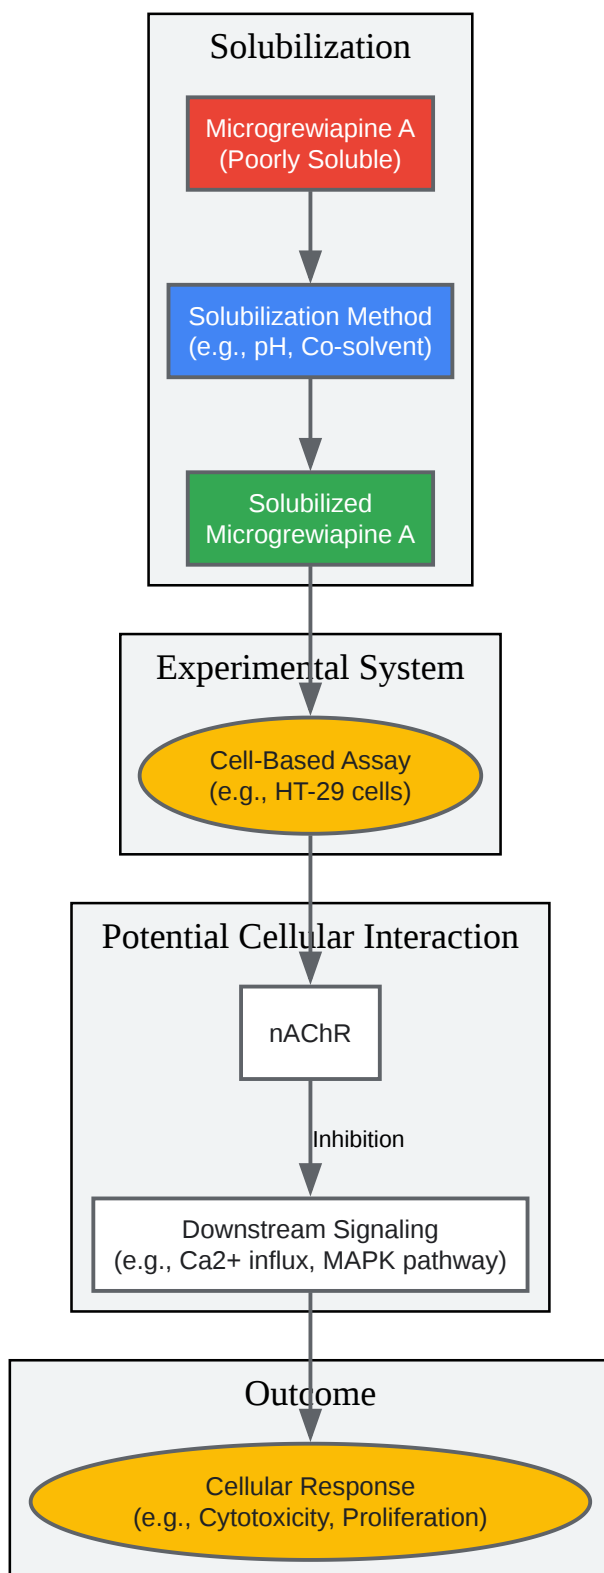 Solubilization
Microgrewiapine A
(Poorly Soluble)
Solubilization Method
(e.g., pH, Co-solvent)
Solubilized
Microgrewiapine A
Experimental System
Cell-Based Assay
(e.g., HT-29 cells)
Potential Cellular Interaction
nAChR
Inhibition
Downstream Signaling
(e.g., Ca2+ influx, MAPK pathway)
Outcome
Cellular Response
(e.g., Cytotoxicity, Proliferation)